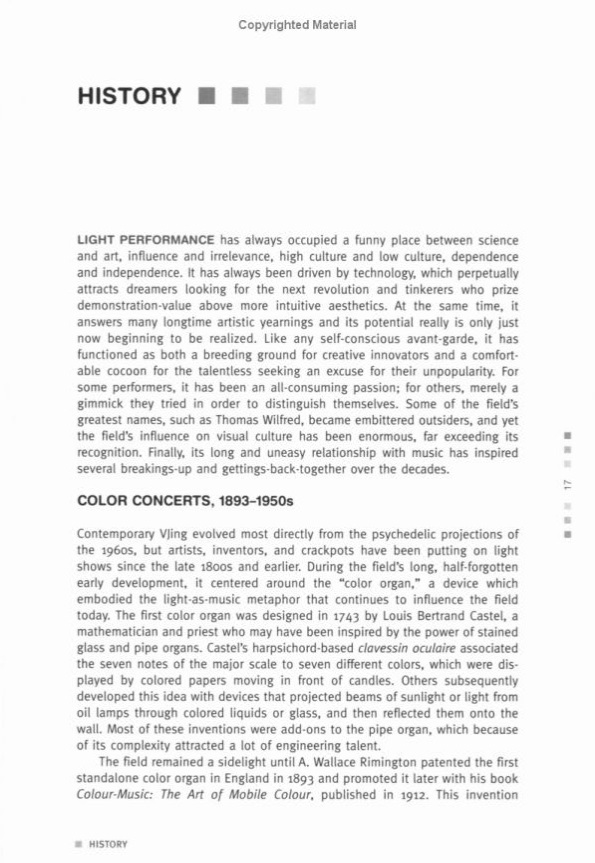 Copyrighted Material
HISTORY
LIGHT PERFORMANCE has always occupied a funny place between science
and art, influence and irrelevance, high culture and low culture, dependence
and independence. It has always been driven by technology, which perpetually
attracts dreamers looking for the next revolution and tinkerers who prize
demonstration-value above more intuitive aesthetics. At the same time, it
answers many longtime artistic yearnings and its potential really is only just
now beginning to be realized. Like any self-conscious avant-garde, it has
functioned as both a breeding ground for creative innovators and a comfort-
able cocoon for the talentless seeking an excuse for their unpopularity. For
some performers, it has been an all-consuming passion; for others, merely a
gimmick they tried in order to distinguish themselves. Some of the field's
greatest names, such as Thomas Wilfred, became embittered outsiders, and yet
the field's influence on visual culture has been enormous, far exceeding its
recognition. Finally, its long and uneasy relationship with music has inspired
several breakings-up and gettings-back-together over the decades.
COLOR CONCERTS, 1893–1950s
Contemporary VJing evolved most directly from the psychedelic projections of
the 1960s, but artists, inventors, and crackpots have been putting on light
shows since the late 1800s and earlier. During the field's long, half-forgotten
early development, it centered around the “color organ,” a device which
embodied the light-as-music metaphor that continues to influence the field
today. The first color organ was designed in 1743 by Louis Bertrand Castel, a
mathematician and priest who may have been inspired by the power of stained
glass and pipe organs. Castel's harpsichord-based clavessin oculaire associated
the seven notes of the major scale to seven different colors, which were dis-
played by colored papers moving in front of candles. Others subsequently
developed this idea with devices that projected beams of sunlight or light from
oil lamps through colored liquids or glass, and then reflected them onto the
wall. Most of these inventions were add-ons to the pipe organ, which because
of its complexity attracted a lot of engineering talent.
The field remained a sidelight until A. Wallace Rimington patented the first
standalone color organ in England in 1893 and promoted it later with his book
Colour-Music: The Art of Mobile Colour, published in 1912. This invention
17
HISTORY